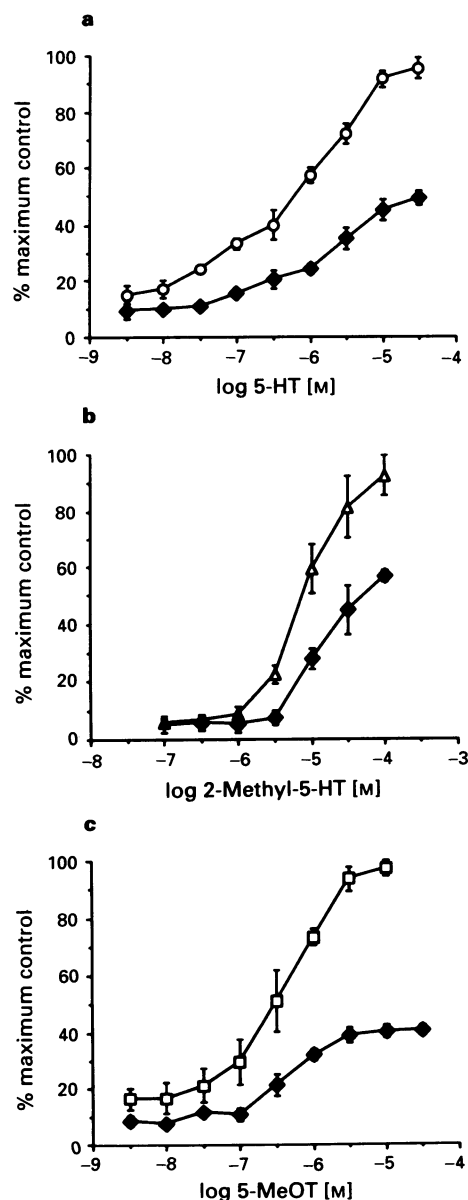 a
100
80
60
40
20
0
% maximum control
−9 −8 −7 −6 −5 −4
log 5-HT [M]
b
100
80
60
40
20
0
% maximum control
−8 −7 −6 −5 −4 −3
log 2-Methyl-5-HT [M]
c
100
80
60
40
20
0
% maximum control
−9 −8 −7 −6 −5 −4
log 5-MeOT [M]